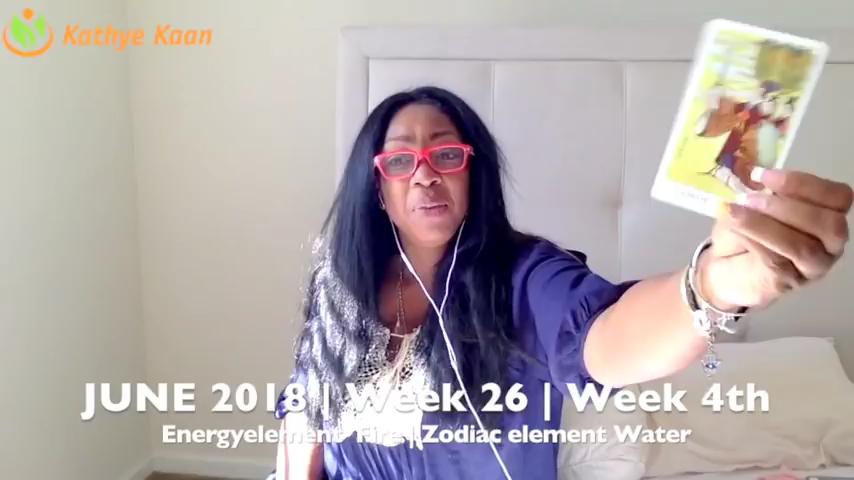 Kathye Kaan
JUNE 2018 | Week 26 | Week 4th
Energyelement Fire | Zodiac element Water